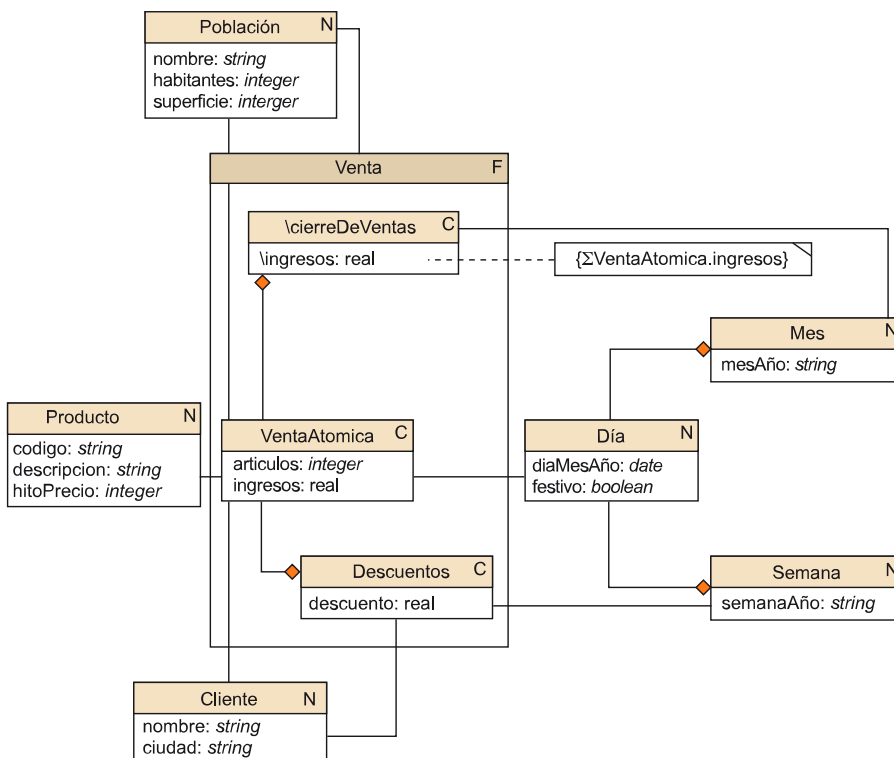 Población N
nombre: string
habitantes: integer
superficie: interger
Venta F
\cierreDeVentas C
\ingresos: real
{ΣVentaAtomica.ingresos}
Mes N
mesAño: string
Producto N
codigo: string
descripcion: string
hitoPrecio: integer
VentaAtomica C
articulos: integer
ingresos: real
Día N
diaMesAño: date
festivo: boolean
Descuentos C
descuento: real
Semana N
semanaAño: string
Cliente N
nombre: string
ciudad: string